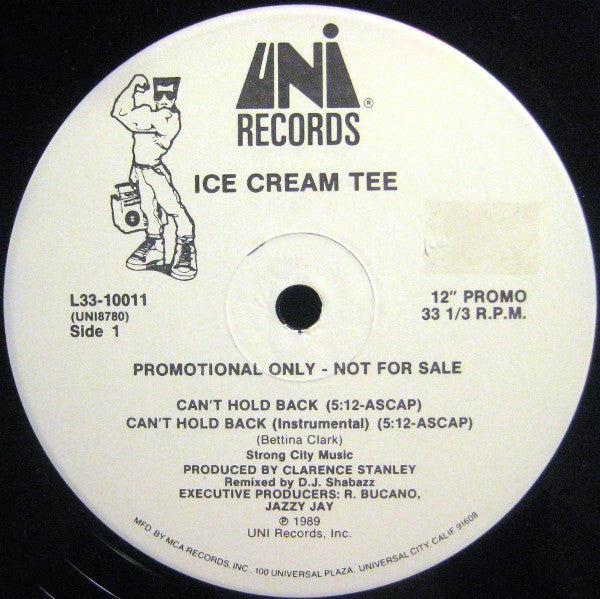 UNI®
RECORDS
ICE CREAM TEE
L33-10011
(UNI8780)
Side 1
12" PROMO
33 1/3 R.P.M.
PROMOTIONAL ONLY - NOT FOR SALE
CAN'T HOLD BACK (5:12-ASCAP)
CAN'T HOLD BACK (Instrumental) (5:12-ASCAP)
(Bettina Clark)
Strong City Music
PRODUCED BY CLARENCE STANLEY
Remixed by D.J. Shabazz
EXECUTIVE PRODUCERS: R. BUCANO,
JAZZY JAY
℗ 1989
UNI Records, Inc.
MFD BY MCA RECORDS, INC . 100 UNIVERSAL PLAZA, UNIVERSAL CITY, CALIF 91608